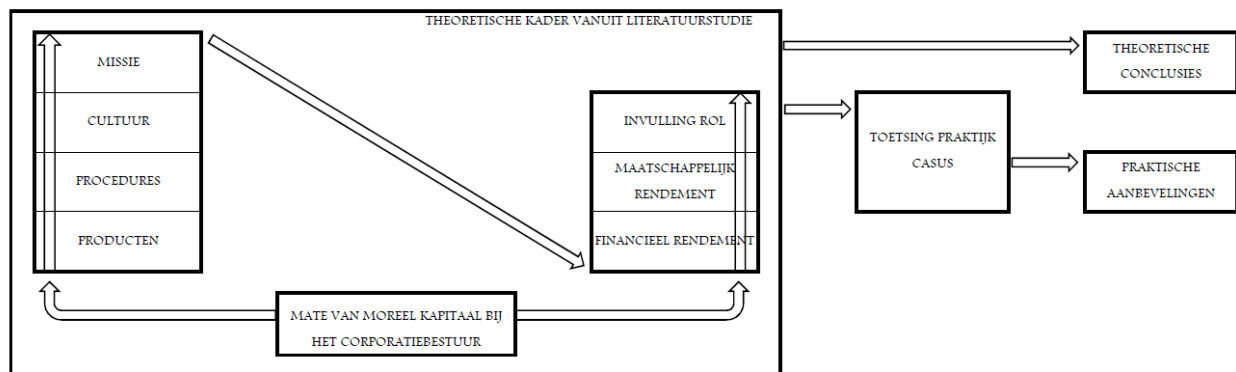 THEORETISCHE KADER VANUIT LITERATUURSTUDIE
MISSIE
CULTUUR
PROCEDURES
PRODUCTEN
INVULLING ROL
MAATSCHAPPELIJK
RENDEMENT
FINANCIEEL RENDEMENT
MATE VAN MOREEL KAPITAAL BIJ
HET CORPORATIEBESTUUR
TOETSING PRAKTIJK
CASUS
THEORETISCHE
CONCLUSIES
PRAKTISCHE
AANBEVELINGEN